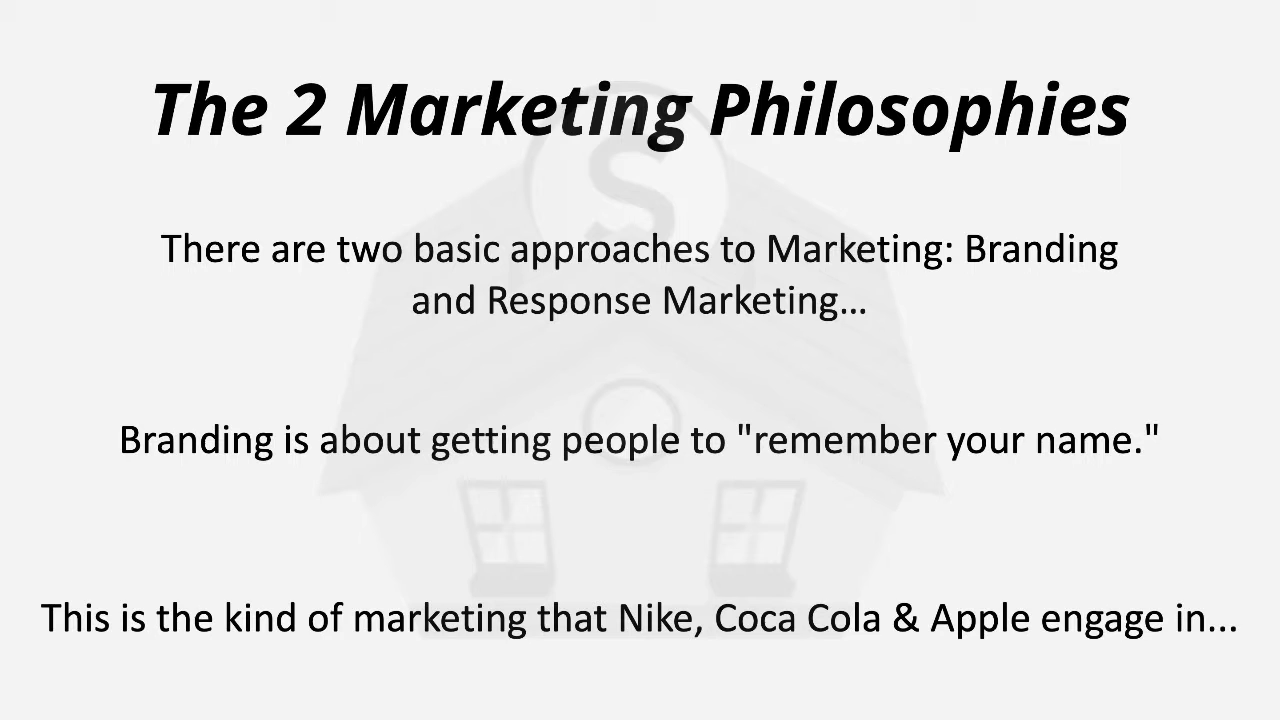 The 2 Marketing Philosophies
There are two basic approaches to Marketing: Branding
and Response Marketing...
Branding is about getting people to "remember your name."
This is the kind of marketing that Nike, Coca Cola & Apple engage in...